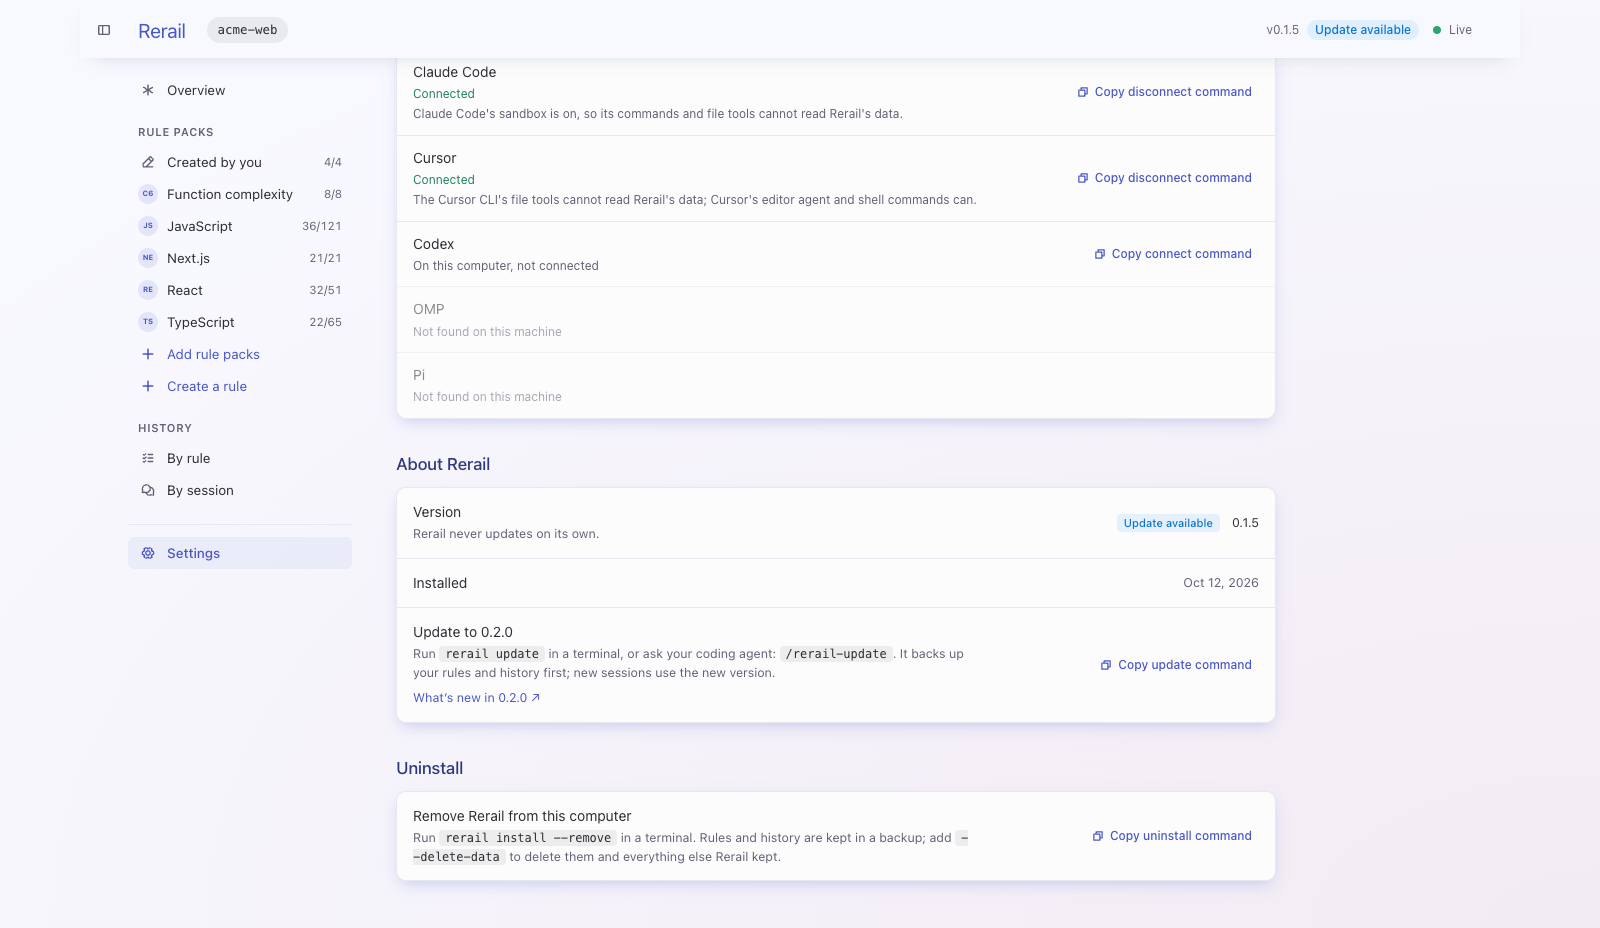 Rerail
acme-web
v0.1.5
Update available
Live
Overview
RULE PACKS
Created by you 4/4
C6 Function complexity 8/8
JS JavaScript 36/121
NE Next.js 21/21
RE React 32/51
TS TypeScript 22/65
Add rule packs
Create a rule
HISTORY
By rule
By session
Settings
Claude Code
Connected
Claude Code's sandbox is on, so its commands and file tools cannot read Rerail's data.
Copy disconnect command
Cursor
Connected
The Cursor CLI's file tools cannot read Rerail's data; Cursor's editor agent and shell commands can.
Copy disconnect command
Codex
On this computer, not connected
Copy connect command
OMP
Not found on this machine
Pi
Not found on this machine
About Rerail
Version
Rerail never updates on its own.
Update available 0.1.5
Installed
Oct 12, 2026
Update to 0.2.0
Run rerail update in a terminal, or ask your coding agent: /rerail-update. It backs up
your rules and history first; new sessions use the new version.
What's new in 0.2.0 ↗
Copy update command
Uninstall
Remove Rerail from this computer
Run rerail install --remove in a terminal. Rules and history are kept in a backup; add -
-delete-data to delete them and everything else Rerail kept.
Copy uninstall command